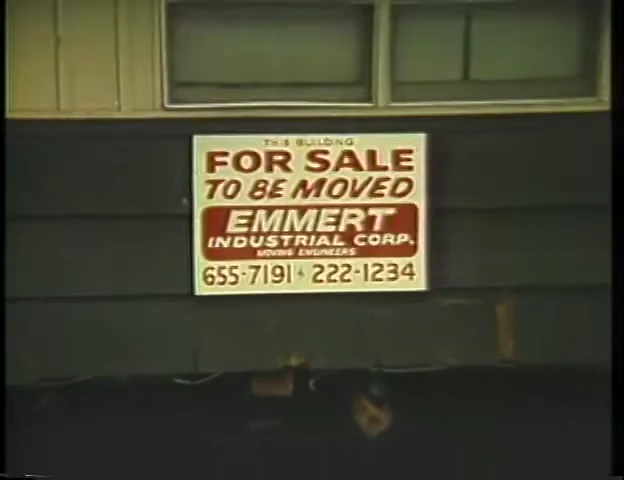 THIS BUILDING
FOR SALE
TO BE MOVED
EMMERT
INDUSTRIAL CORP.
MOVING ENGINEERS
655-7191 & 222-1234